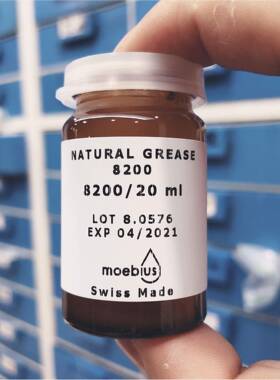 NATURAL GREASE
8200
8200/20 ml
LOT 8.0576
EXP 04/2021
moebius
Swiss Made